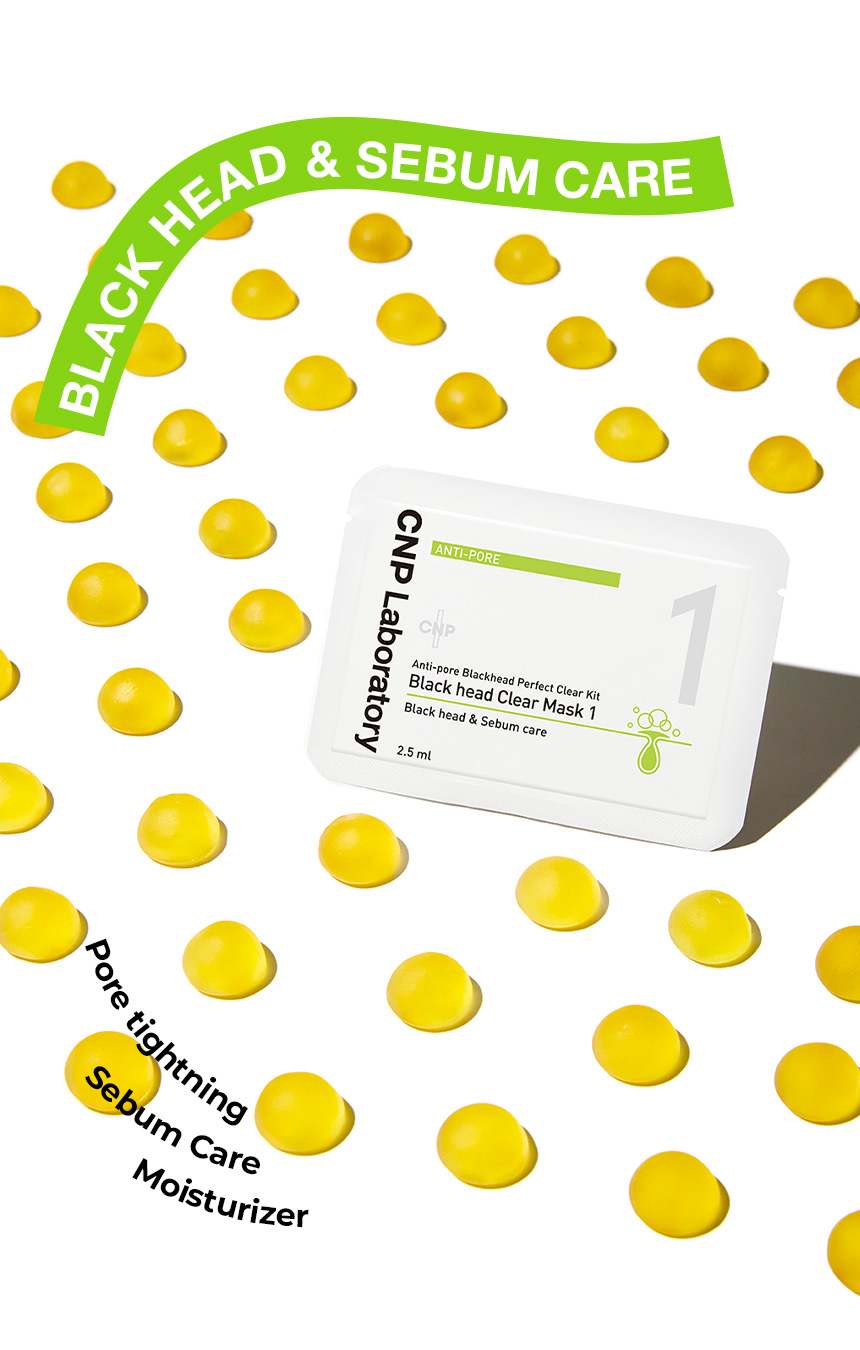 BLACK HEAD & SEBUM CARE
CNP Laboratory
ANTI-PORE
1
CNP
Anti-pore Blackhead Perfect Clear Kit
Black head Clear Mask 1
Black head & Sebum care
2.5 ml
Pore tightning
Sebum Care
Moisturizer